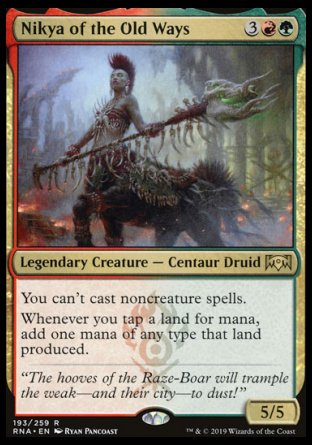 Nikya of the Old Ways 3
Legendary Creature — Centaur Druid
You can't cast noncreature spells.
Whenever you tap a land for mana,
add one mana of any type that land
produced.
"The hooves of the Raze-Boar will trample
the weak—and their city—to dust!"
5/5
193/259 R
RNA • EN Ryan Pancoast
™ & © 2019 Wizards of the Coast